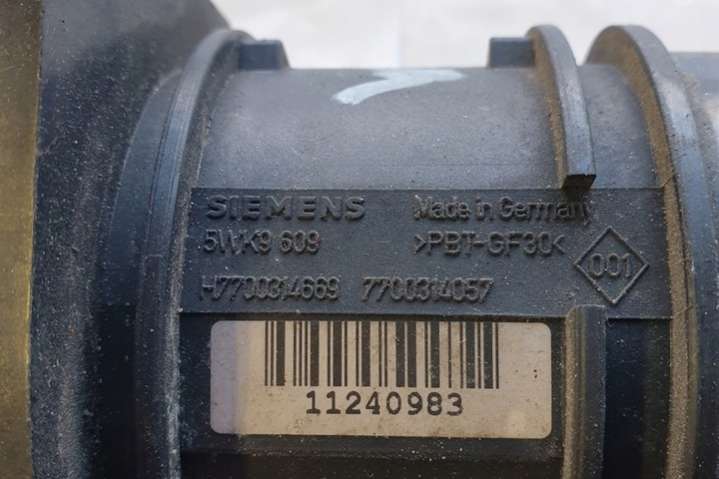 SIEMENS Made in Germany
5WK9 609 >PBT-GF30< 001
H7700314669 7700314057
11240983